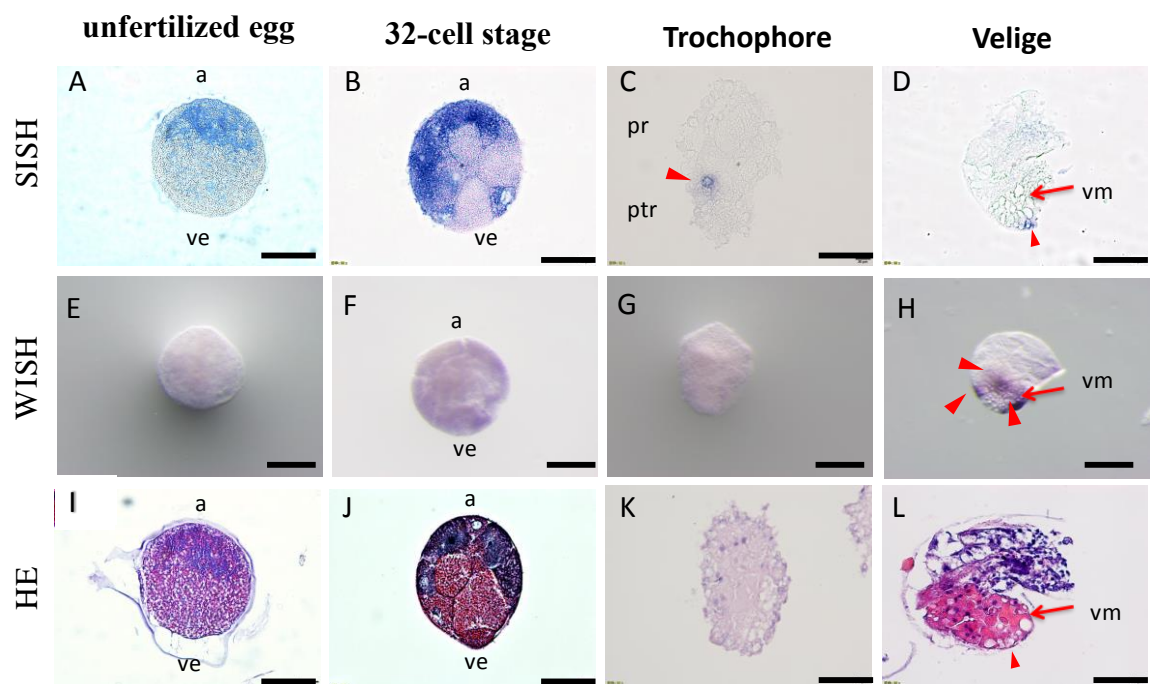 unfertilized egg 32-cell stage Trochophore Velige
SISH
A a ve
B a ve
C pr ptr
D vm
WISH
E
F a ve
G
H vm
HE
I a ve
J a ve
K
L vm